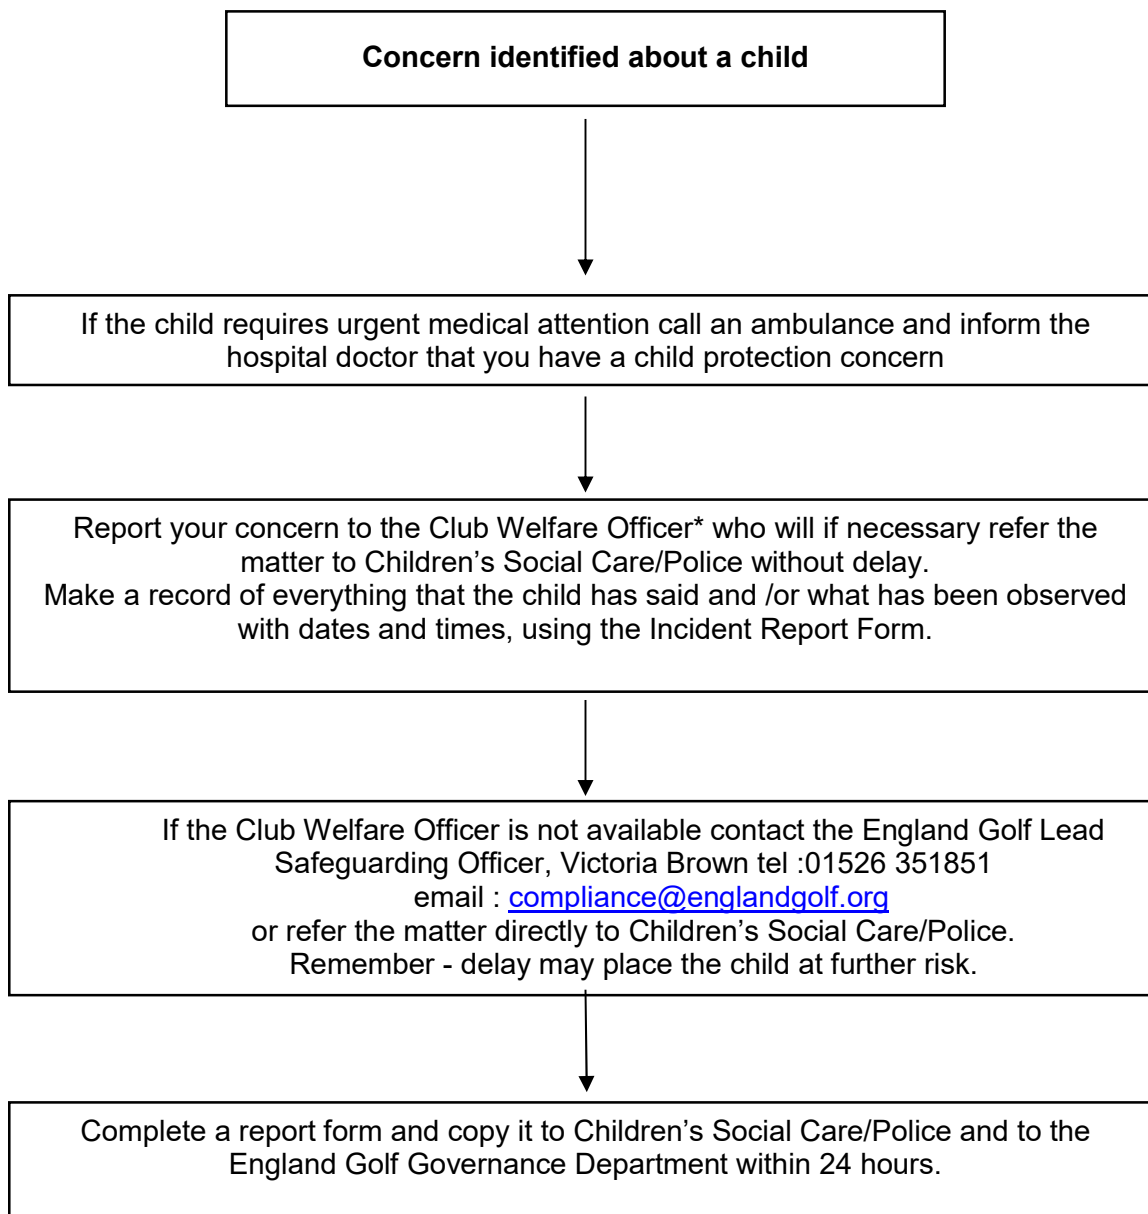 Concern identified about a child
If the child requires urgent medical attention call an ambulance and inform the
hospital doctor that you have a child protection concern
Report your concern to the Club Welfare Officer* who will if necessary refer the
matter to Children’s Social Care/Police without delay.
Make a record of everything that the child has said and /or what has been observed
with dates and times, using the Incident Report Form.
If the Club Welfare Officer is not available contact the England Golf Lead
Safeguarding Officer, Victoria Brown tel :01526 351851
email : compliance@englandgolf.org
or refer the matter directly to Children’s Social Care/Police.
Remember - delay may place the child at further risk.
Complete a report form and copy it to Children’s Social Care/Police and to the
England Golf Governance Department within 24 hours.